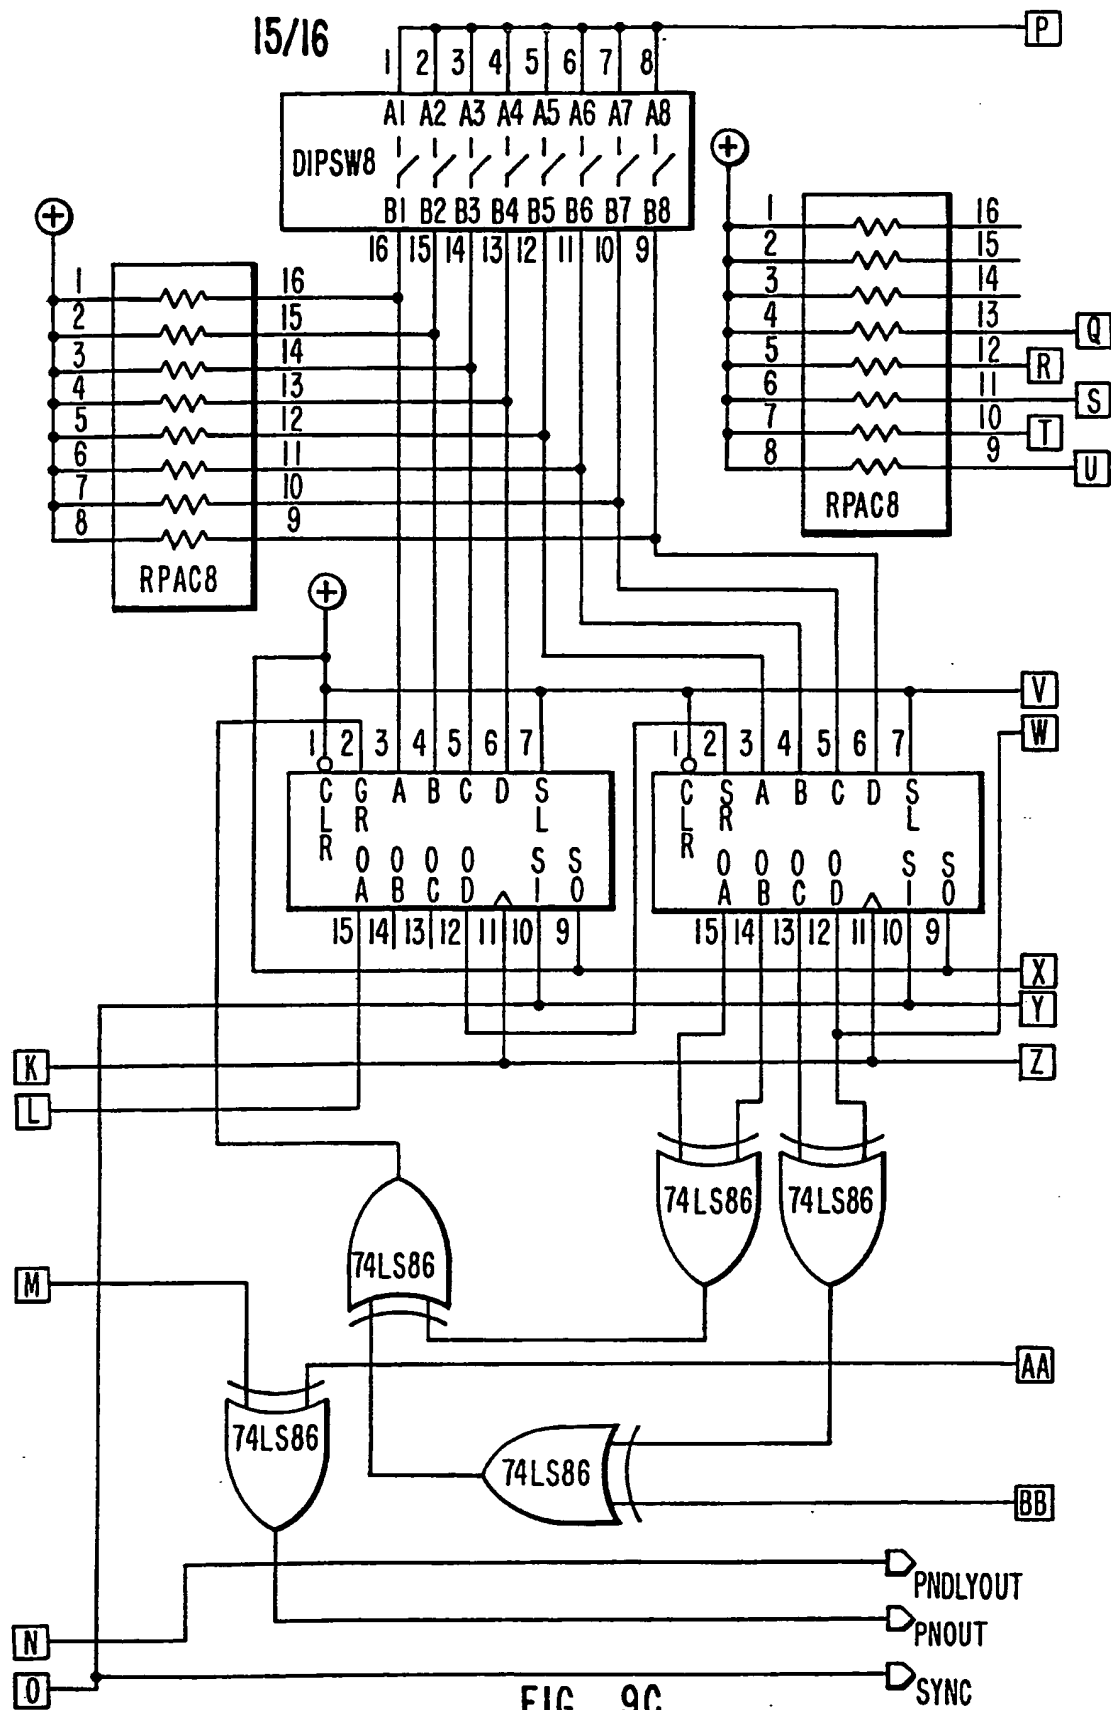 15/16
P
1 2 3 4 5 6 7 8
A1 A2 A3 A4 A5 A6 A7 A8
DIPSW8
B1 B2 B3 B4 B5 B6 B7 B8
16 15 14 13 12 11 10 9
+
1 16
2 15
3 14
4 13 Q
5 12 R
6 11 S
7 10 T
8 9 U
RPAC8
+
1 16
2 15
3 14
4 13
5 12
6 11
7 10
8 9
RPAC8
+
V
W
1 2 3 4 5 6 7
CLR GR A B C D SL
OA OB OC OD SI SO
15 14 13 12 11 10 9
1 2 3 4 5 6 7
CLR SR A B C D SL
OA OB OC OD SI SO
15 14 13 12 11 10 9
X
Y
K
Z
L
74LS86 74LS86
74LS86
M
AA
74LS86
74LS86
BB
PNDLYOUT
N
PNOUT
O
SYNC
FIG. 9C